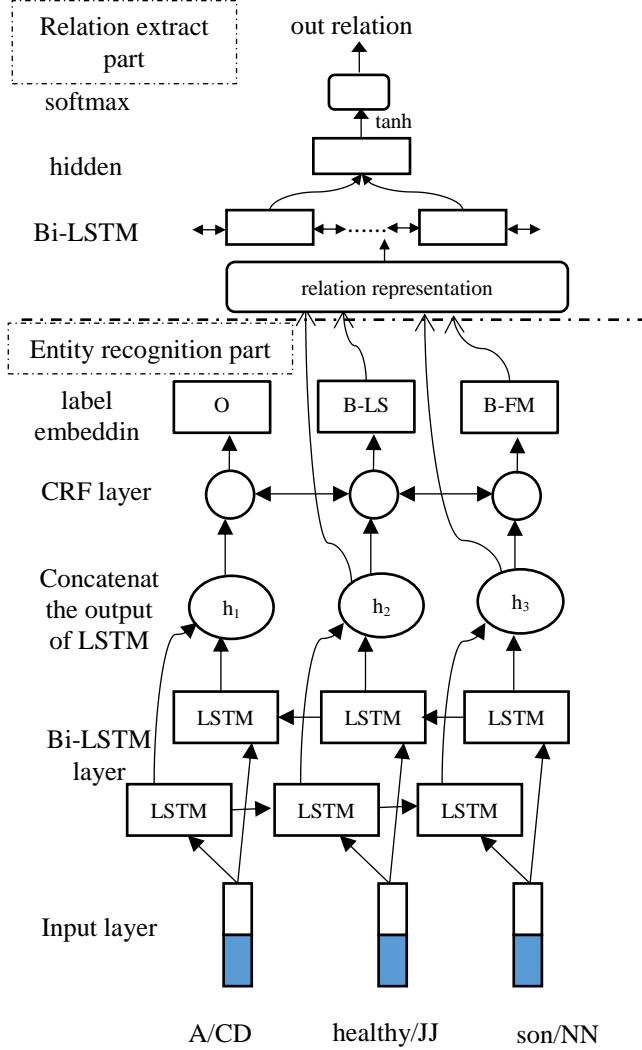 Relation extract
part
out relation
softmax
tanh
hidden
Bi-LSTM
......
relation representation
Entity recognition part
label
embeddin
O
B-LS
B-FM
CRF layer
Concatenat
the output
of LSTM
h1
h2
h3
LSTM
LSTM
LSTM
Bi-LSTM
layer
LSTM
LSTM
LSTM
Input layer
A/CD
healthy/JJ
son/NN